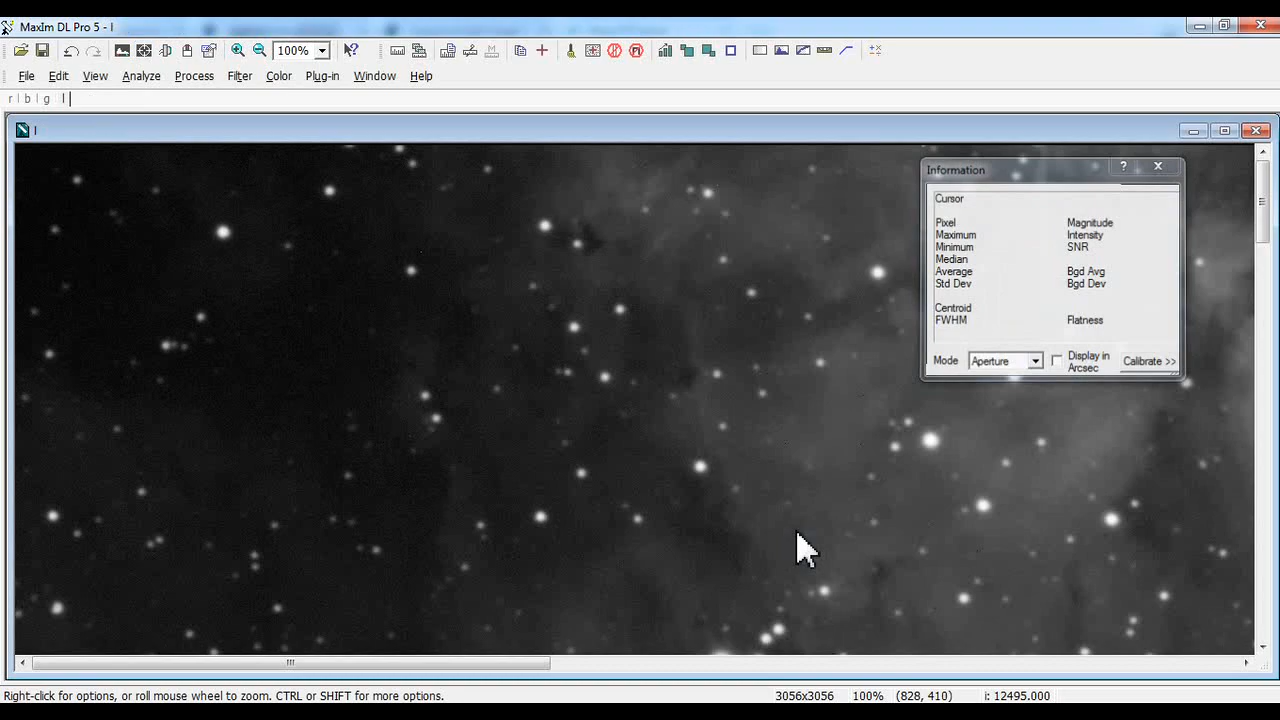 MaxIm DL Pro 5 - l
100%
File Edit View Analyze Process Filter Color Plug-in Window Help
r b g l
l
Information
Cursor
Pixel Magnitude
Maximum Intensity
Minimum SNR
Median
Average Bgd Avg
Std Dev Bgd Dev
Centroid
FWHM Flatness
Mode Aperture Display in Arcsec Calibrate >>
Right-click for options, or roll mouse wheel to zoom. CTRL or SHIFT for more options. 3056x3056 100% (828, 410) i: 12495.000